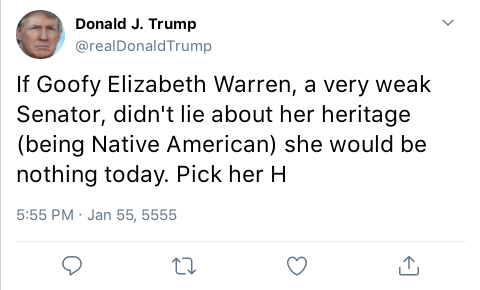 Donald J. Trump
@realDonaldTrump
If Goofy Elizabeth Warren, a very weak
Senator, didn't lie about her heritage
(being Native American) she would be
nothing today. Pick her H
5:55 PM · Jan 55, 5555